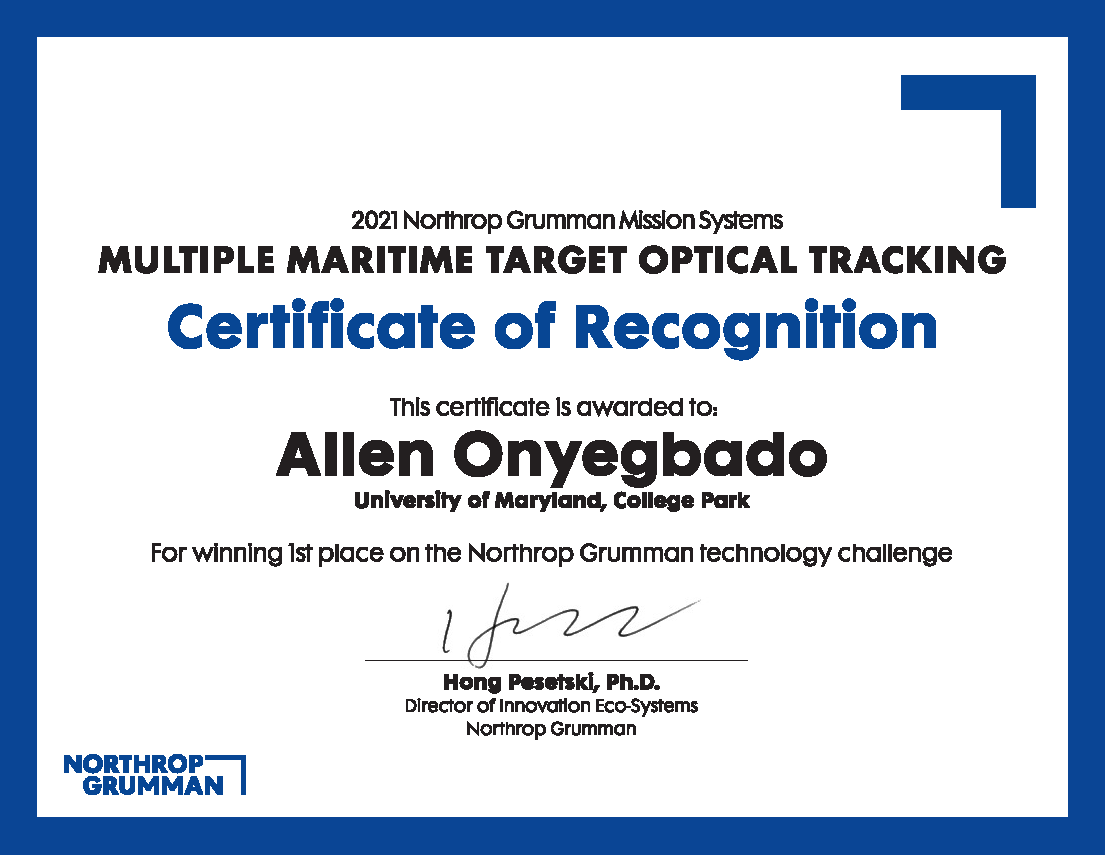 2021 Northrop Grumman Mission Systems
MULTIPLE MARITIME TARGET OPTICAL TRACKING
Certificate of Recognition
This certificate is awarded to:
Allen Onyegbado
University of Maryland, College Park
For winning 1st place on the Northrop Grumman technology challenge
Hong Pesetski, Ph.D.
Director of Innovation Eco-Systems
Northrop Grumman
NORTHROP
GRUMMAN